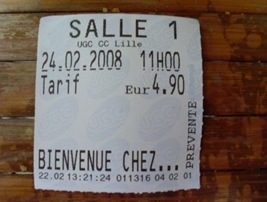 SALLE 1
UGC CC Lille
24.02.2008 11H00
Tarif Eur 4.90
BIENVENUE CHEZ...
22.02 13:21:24 011316 04 02 01
PREVENTE